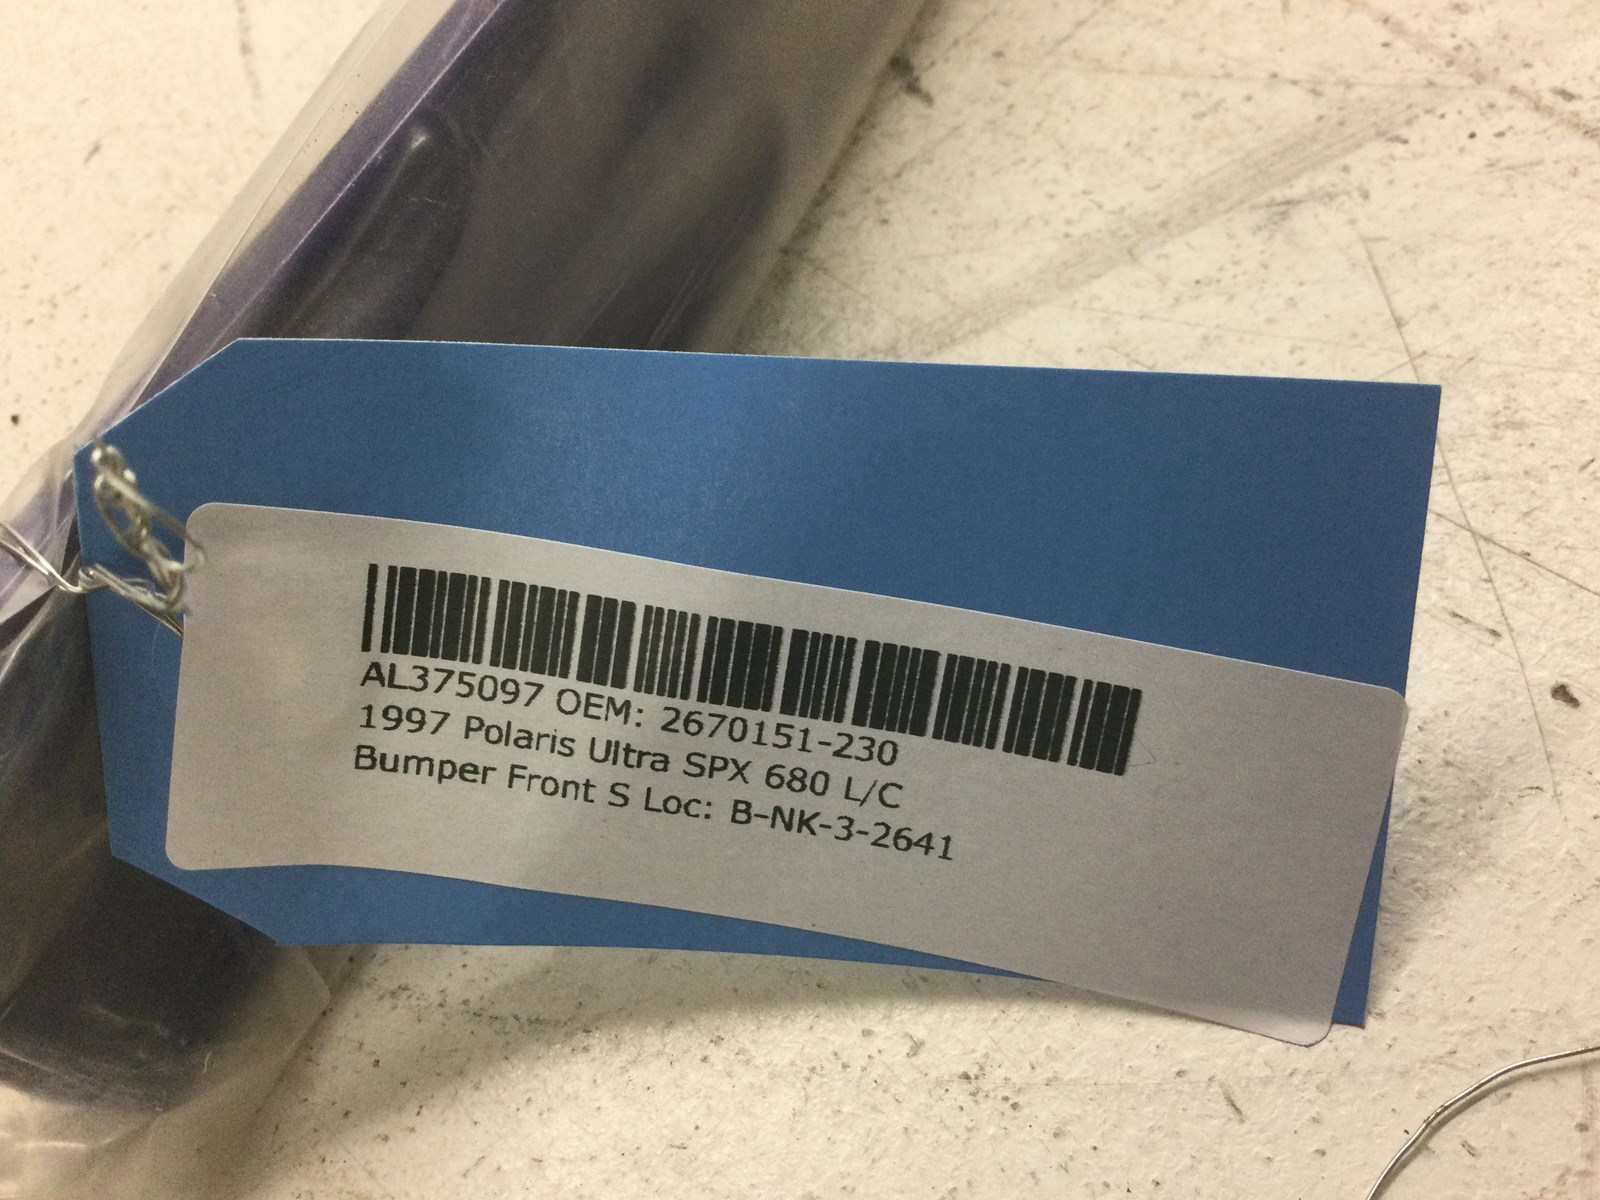 AL375097 OEM: 2670151-230
1997 Polaris Ultra SPX 680 L/C
Bumper Front S Loc: B-NK-3-2641